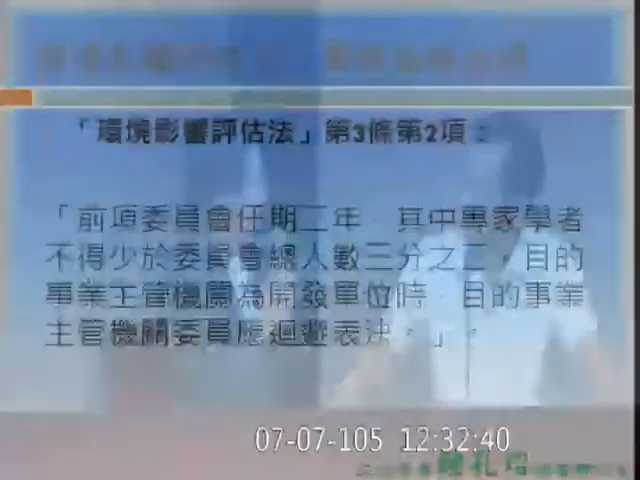 「環境影響評估法」第3條第2項：
「前項委員會任期二年，其中專家學者
不得少於委員會總人數三分之二，目的
事業主管機關為開發單位時，目的事業
主管機關委員應迴避表決。」。
07-07-105 12:32:40